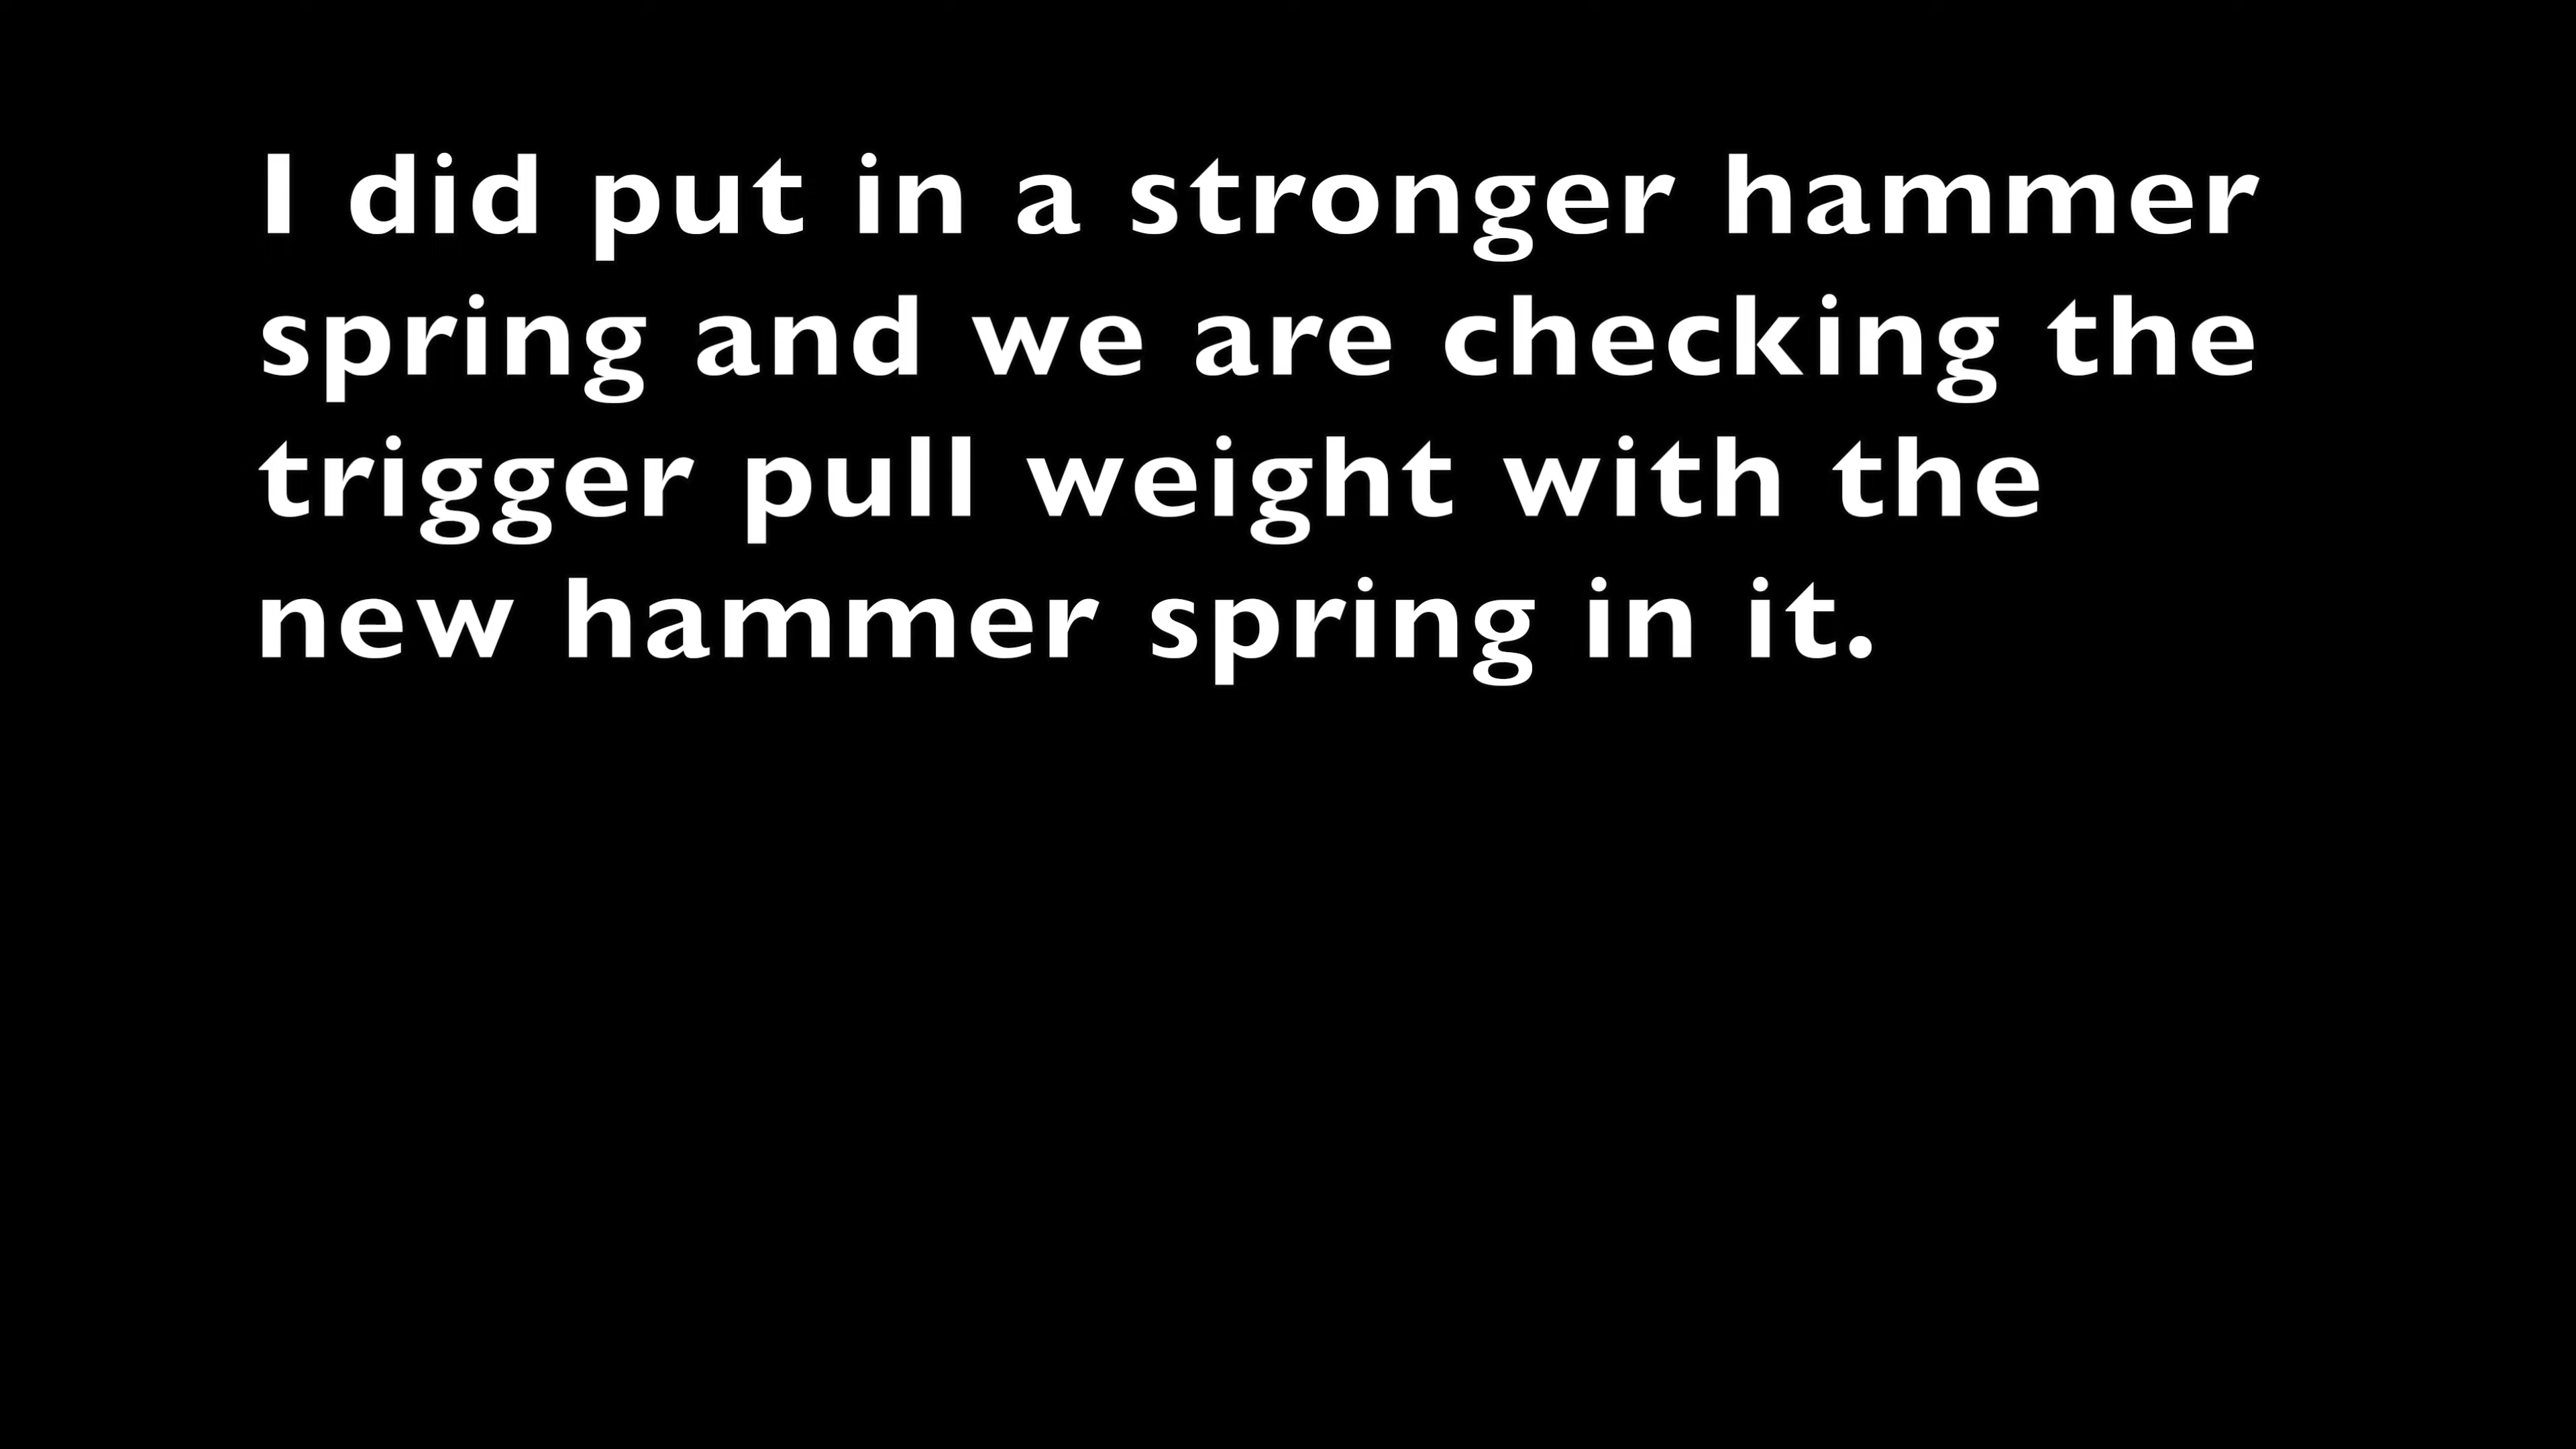 I did put in a stronger hammer
spring and we are checking the
trigger pull weight with the
new hammer spring in it.